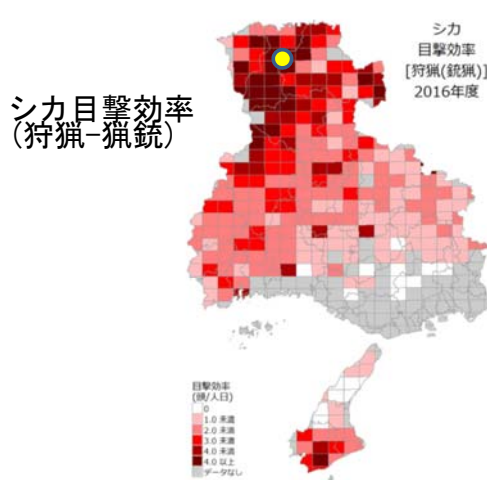 シカ
目撃効率
[狩猟(銃猟)]
2016年度
シカ目撃効率
(狩猟-猟銃)
目撃効率
(頭/人日)
0
1.0 未満
2.0 未満
3.0 未満
4.0 未満
4.0 以上
データなし